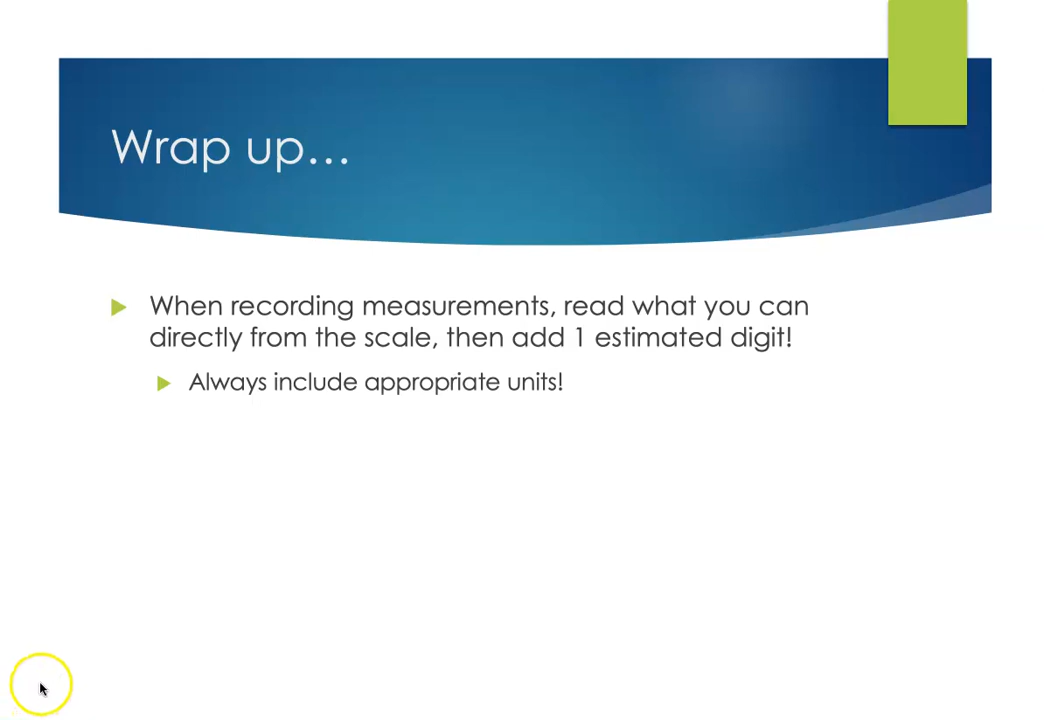 Wrap up…
When recording measurements, read what you can
directly from the scale, then add 1 estimated digit!
Always include appropriate units!